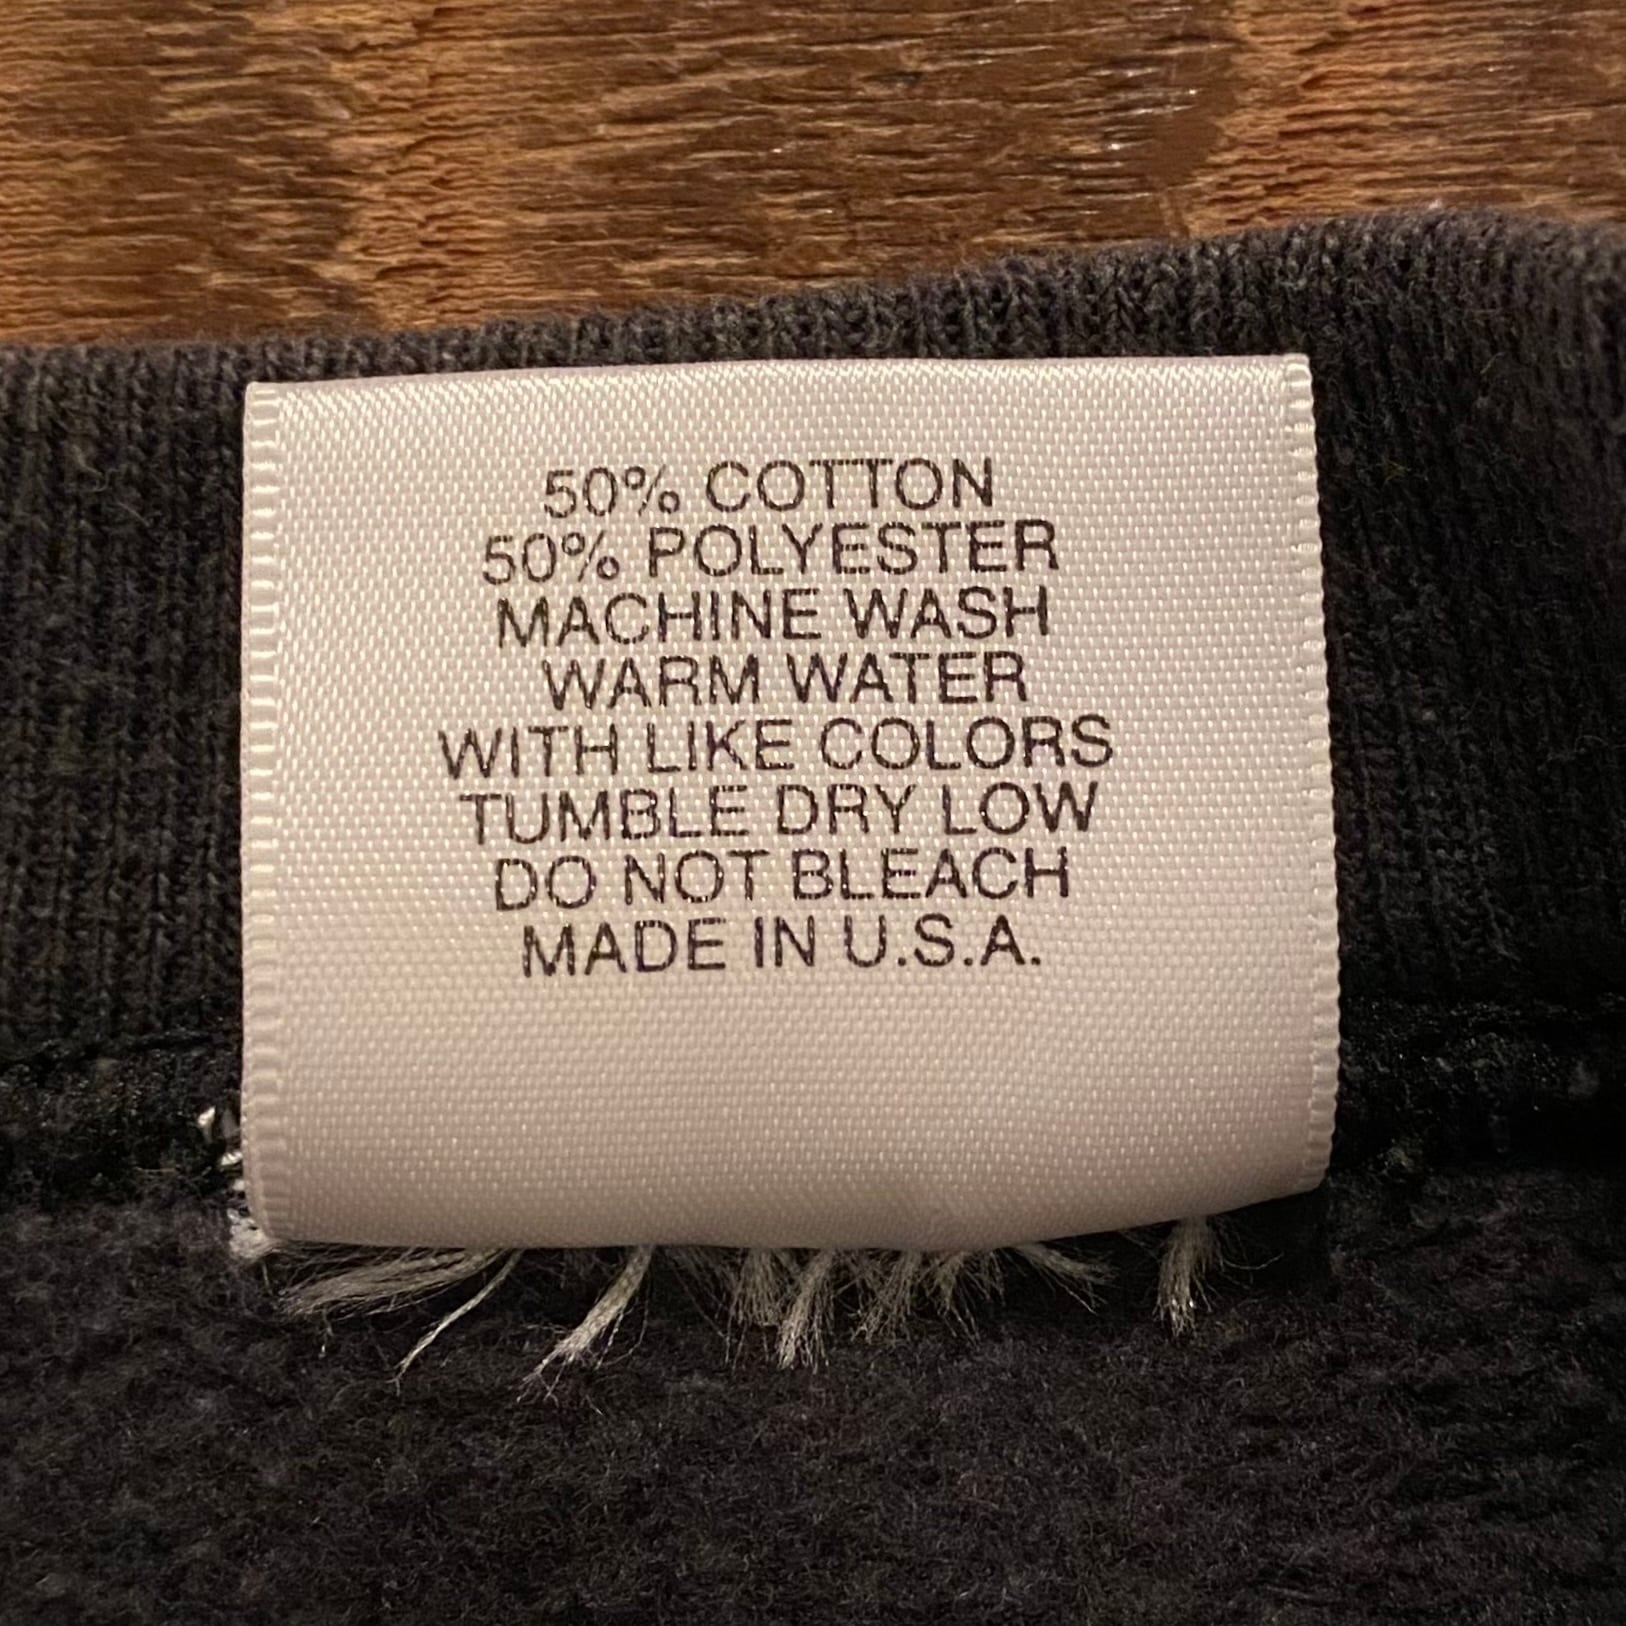 50% COTTON
50% POLYESTER
MACHINE WASH
WARM WATER
WITH LIKE COLORS
TUMBLE DRY LOW
DO NOT BLEACH
MADE IN U.S.A.